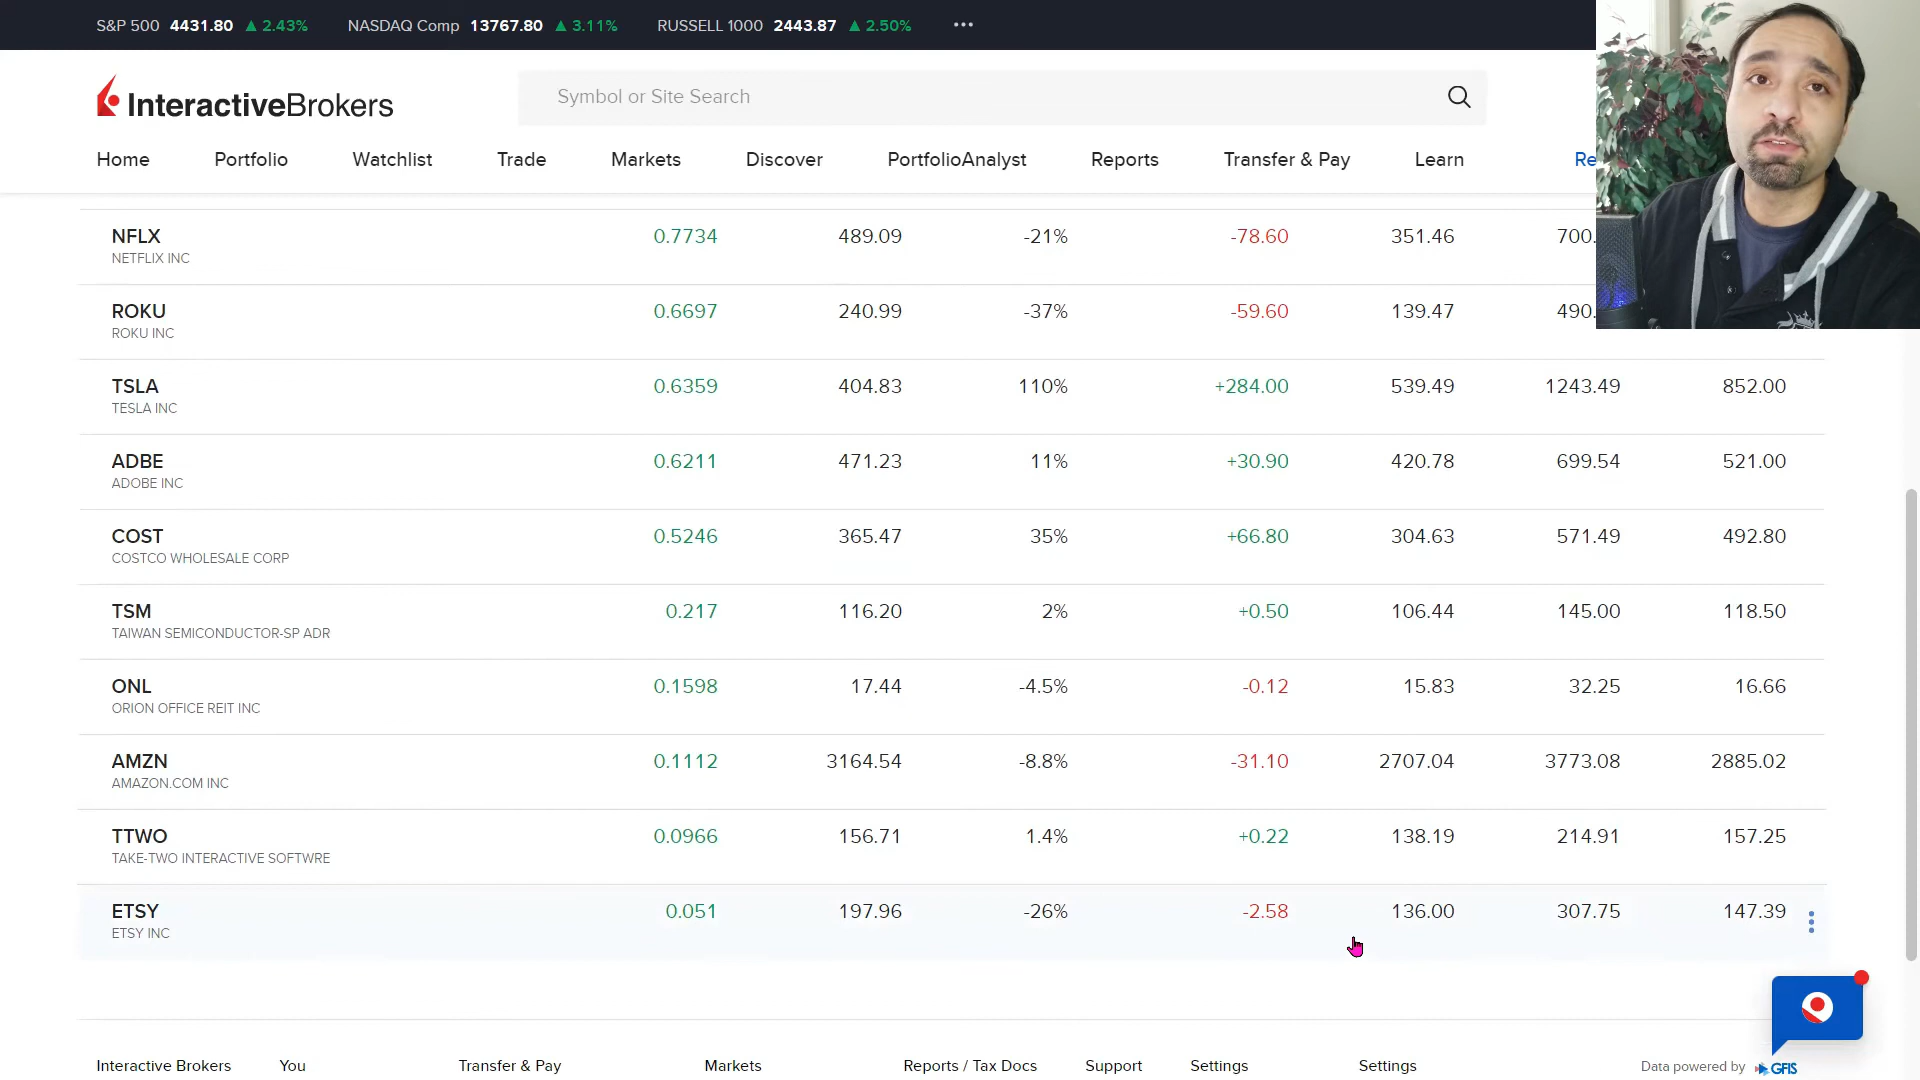 S&P 500 4431.80 ▲ 2.43% NASDAQ Comp 13767.80 ▲ 3.11% RUSSELL 1000 2443.87 ▲ 2.50% •••
InteractiveBrokers
Symbol or Site Search
Home Portfolio Watchlist Trade Markets Discover PortfolioAnalyst Reports Transfer & Pay Learn
NFLX 0.7734 489.09 -21% -78.60 351.46 700.
NETFLIX INC
ROKU 0.6697 240.99 -37% -59.60 139.47 490.
ROKU INC
TSLA 0.6359 404.83 110% +284.00 539.49 1243.49 852.00
TESLA INC
ADBE 0.6211 471.23 11% +30.90 420.78 699.54 521.00
ADOBE INC
COST 0.5246 365.47 35% +66.80 304.63 571.49 492.80
COSTCO WHOLESALE CORP
TSM 0.217 116.20 2% +0.50 106.44 145.00 118.50
TAIWAN SEMICONDUCTOR-SP ADR
ONL 0.1598 17.44 -4.5% -0.12 15.83 32.25 16.66
ORION OFFICE REIT INC
AMZN 0.1112 3164.54 -8.8% -31.10 2707.04 3773.08 2885.02
AMAZON.COM INC
TTWO 0.0966 156.71 1.4% +0.22 138.19 214.91 157.25
TAKE-TWO INTERACTIVE SOFTWRE
ETSY 0.051 197.96 -26% -2.58 136.00 307.75 147.39
ETSY INC
Interactive Brokers You Transfer & Pay Markets Reports / Tax Docs Support Settings Settings Data powered by GFIS